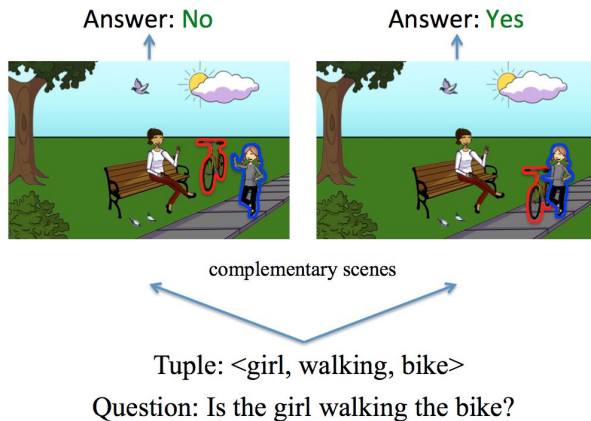 Answer: No
Answer: Yes
complementary scenes
Tuple: <girl, walking, bike>
Question: Is the girl walking the bike?